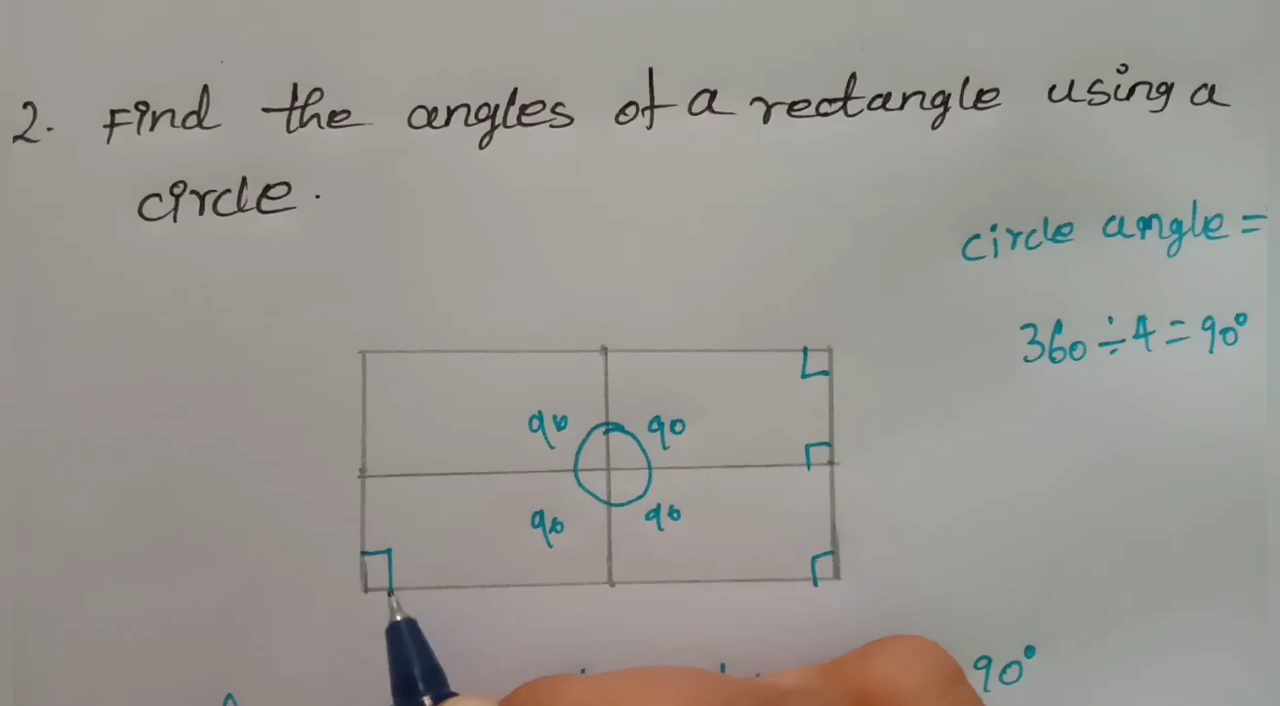 2. Find the angles of a rectangle using a
circle.
circle angle =
360 ÷ 4 = 90°
90 90
90 90
90°